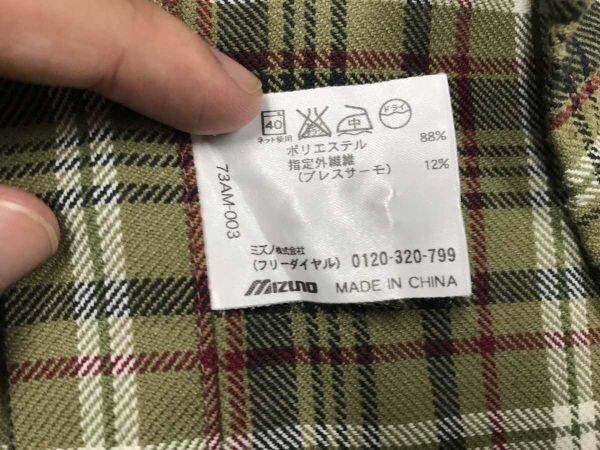 40
中
ドライ
ネット使用
ポリエステル 88%
指定外繊維 12%
(ブレスサーモ)
73AM-003
ミズノ株式会社
(フリーダイヤル) 0120-320-799
MIZUNO MADE IN CHINA